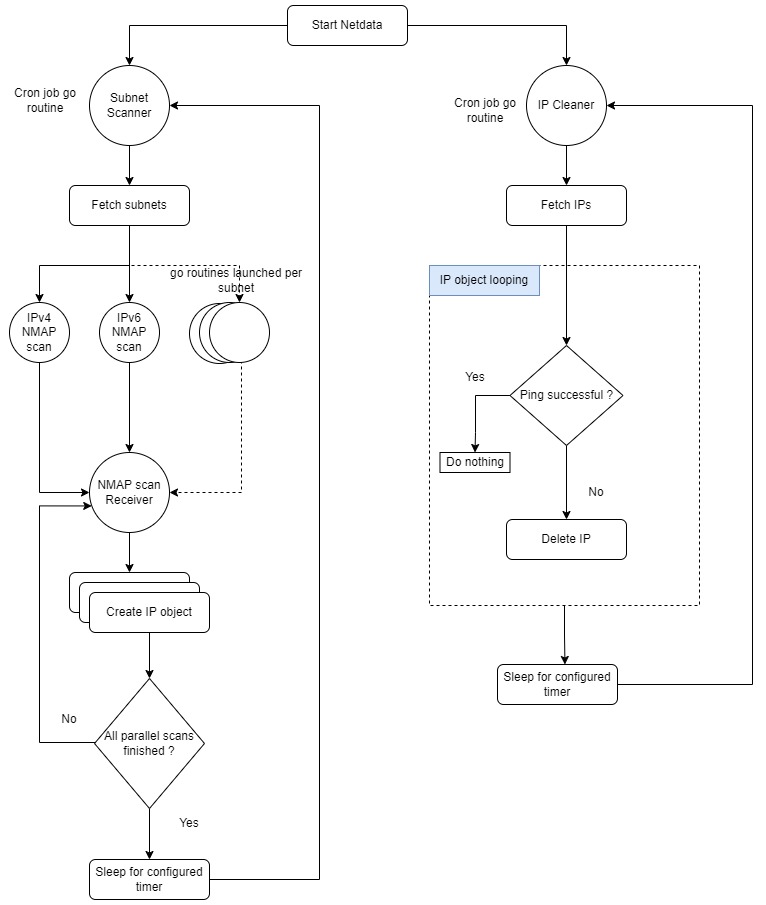 Start Netdata
Cron job go
routine
Subnet
Scanner
Fetch subnets
go routines launched per
subnet
IPv4
NMAP
scan
IPv6
NMAP
scan
NMAP scan
Receiver
Create IP object
All parallel scans
finished ?
No
Yes
Sleep for configured
timer
Cron job go
routine
IP Cleaner
Fetch IPs
IP object looping
Ping successful ?
Yes
Do nothing
No
Delete IP
Sleep for configured
timer